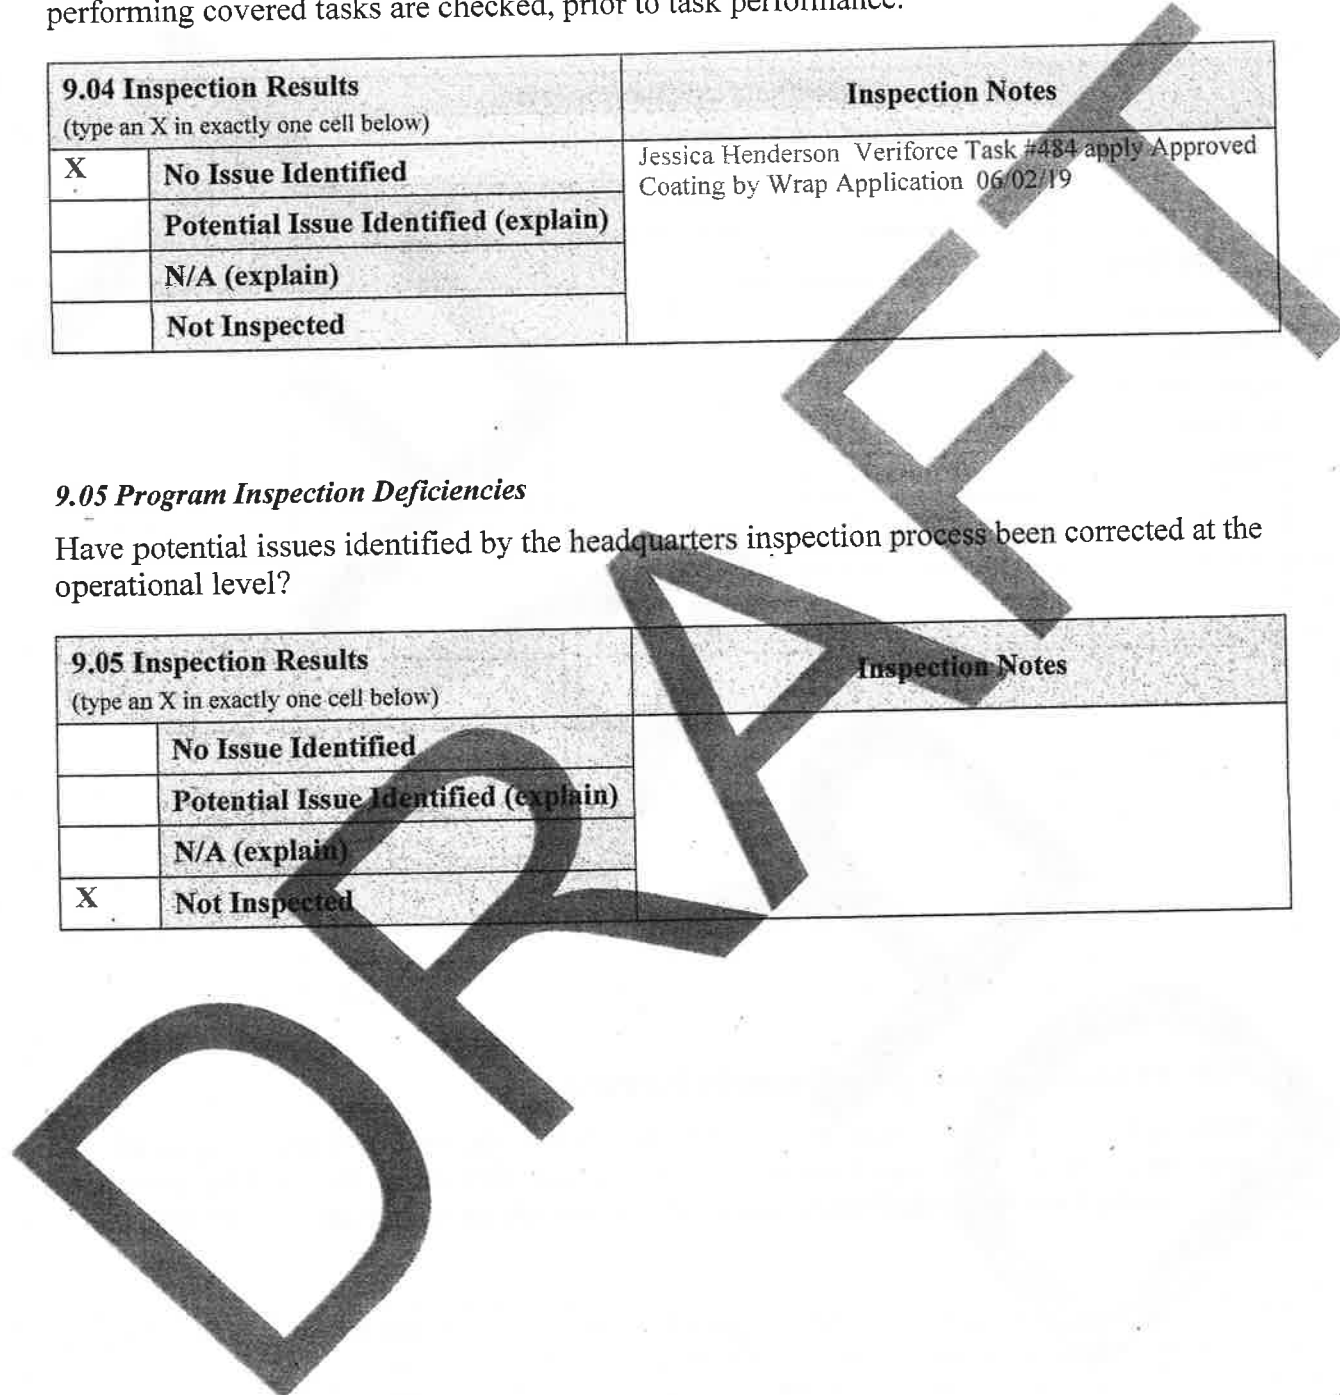 performing covered tasks are checked, prior to task performance.
9.04 Inspection Results
(type an X in exactly one cell below)
Inspection Notes
X
No Issue Identified
Potential Issue Identified (explain)
N/A (explain)
Not Inspected
Jessica Henderson Veriforce Task #484 apply Approved
Coating by Wrap Application 06/02/19
9.05 Program Inspection Deficiencies
Have potential issues identified by the headquarters inspection process been corrected at the
operational level?
9.05 Inspection Results
(type an X in exactly one cell below)
Inspection Notes
No Issue Identified
Potential Issue Identified (explain)
N/A (explain)
X
Not Inspected
DRAFT